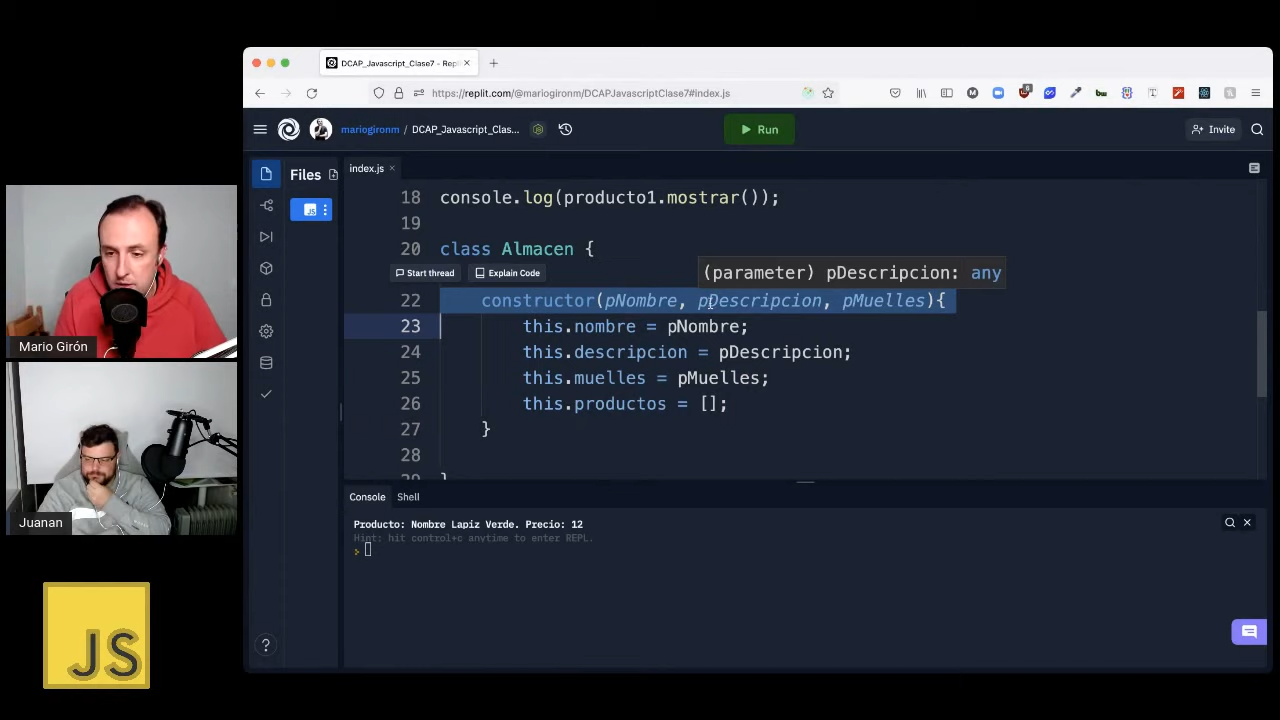 DCAP_Javascript_Clase7 - Repl
https://replit.com/@mariogironm/DCAPJavascriptClase7#index.js
mariogironm / DCAP_Javascript_Clas...
Run
Invite
Files
JS
index.js
18 console.log(producto1.mostrar());
19
20 class Almacen {
Start thread
Explain Code
(parameter) pDescripcion: any
22 constructor(pNombre, pDescripcion, pMuelles){
23 this.nombre = pNombre;
24 this.descripcion = pDescripcion;
25 this.muelles = pMuelles;
26 this.productos = [];
27 }
28
29 }
Console
Shell
Producto: Nombre Lapiz Verde. Precio: 12
Hint: hit control+c anytime to enter REPL.
>
?
Mario Girón
Juanan
JS